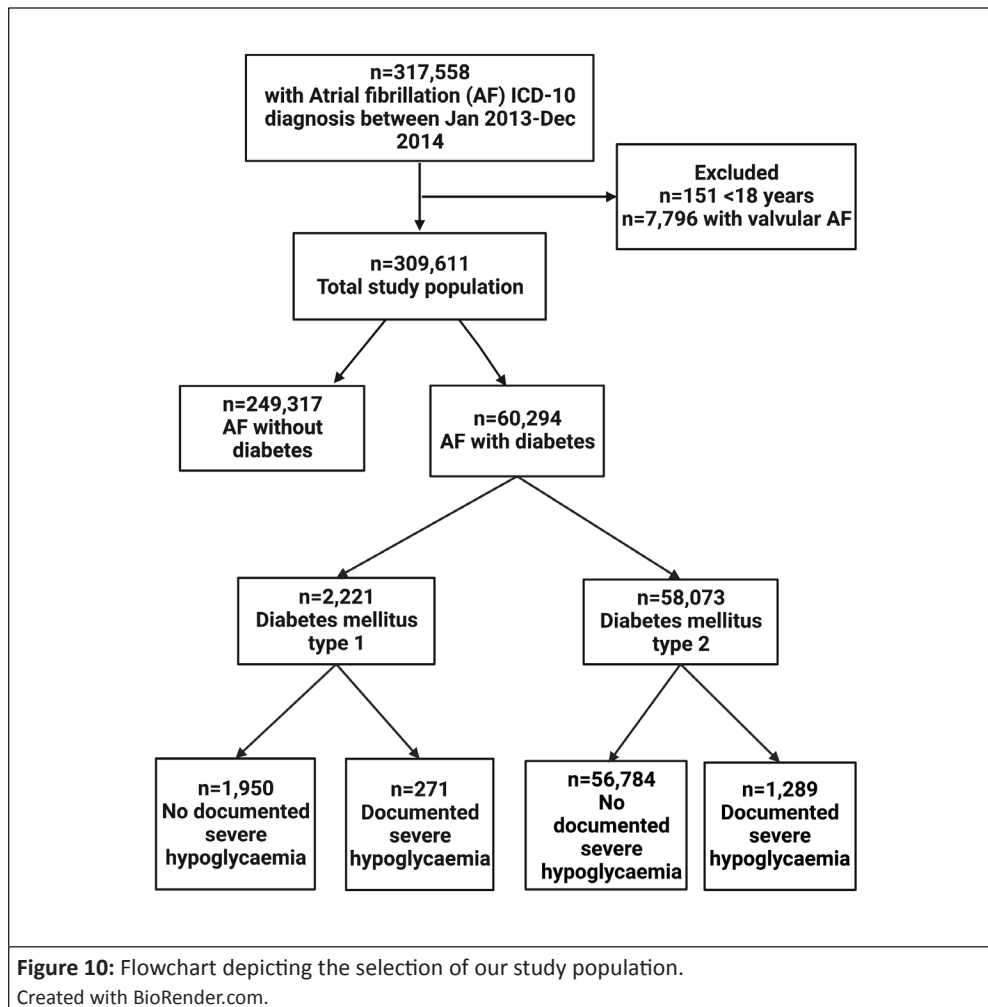 n=317,558
with Atrial fibrillation (AF) ICD-10
diagnosis between Jan 2013-Dec
2014
Excluded
n=151 <18 years
n=7,796 with valvular AF
n=309,611
Total study population
n=249,317
AF without
diabetes
n=60,294
AF with diabetes
n=2,221
Diabetes mellitus
type 1
n=58,073
Diabetes mellitus
type 2
n=1,950
No documented
severe
hypoglycaemia
n=271
Documented
severe
hypoglycaemia
n=56,784
No
documented
severe
hypoglycaemia
n=1,289
Documented
severe
hypoglycaemia
Figure 10: Flowchart depicting the selection of our study population.
Created with BioRender.com.